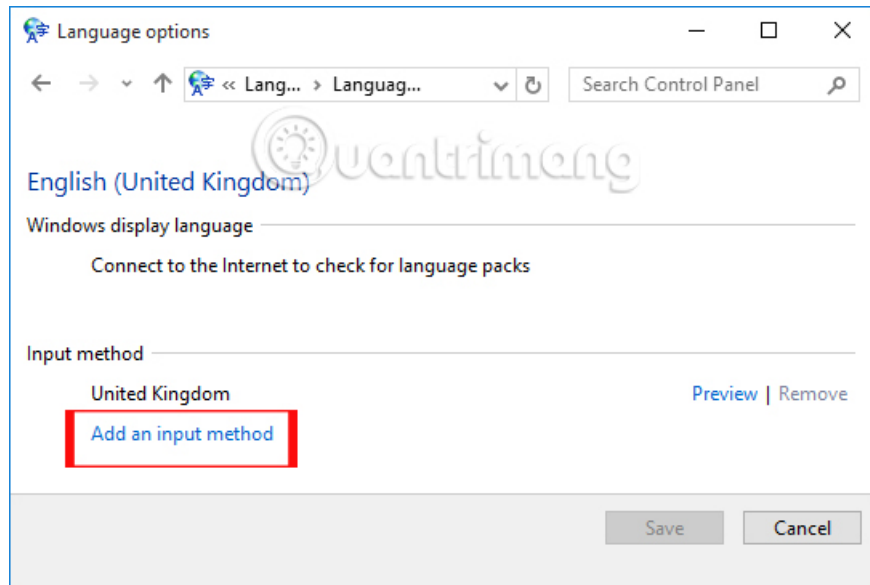 Language options
« Lang... › Languag...
Search Control Panel
Quantrimang
English (United Kingdom)
Windows display language
Connect to the Internet to check for language packs
Input method
United Kingdom Preview | Remove
Add an input method
Save Cancel